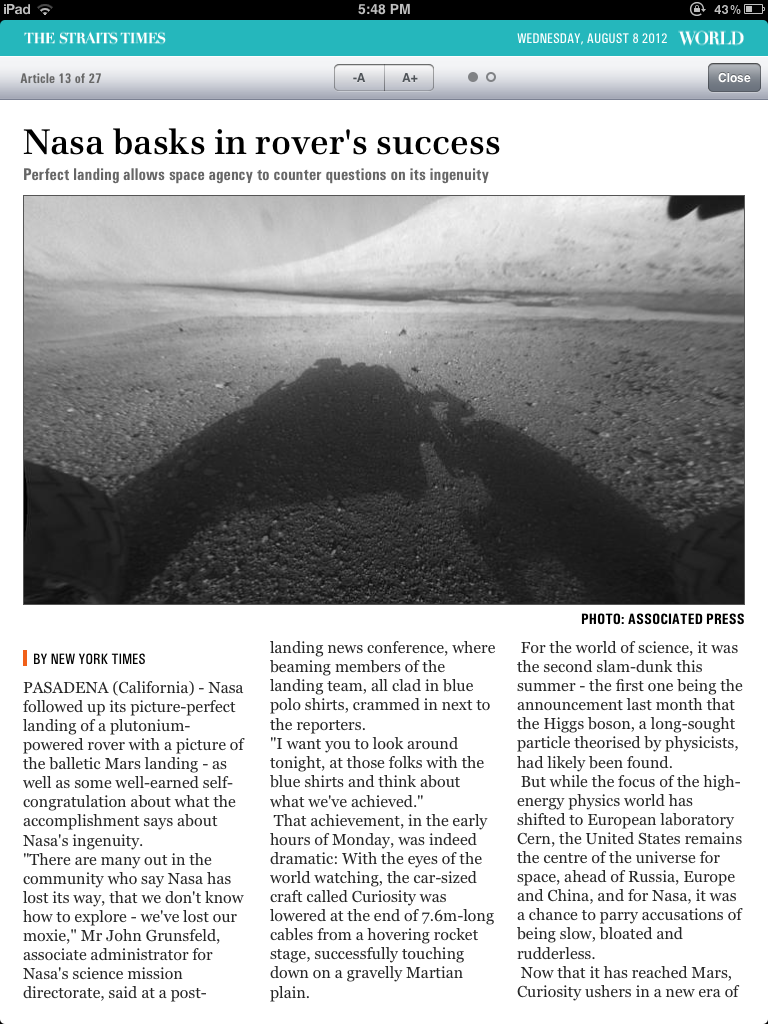 iPad
5:48 PM
43%
THE STRAITS TIMES
WEDNESDAY, AUGUST 8 2012 WORLD
Article 13 of 27
-A
A+
Close
Nasa basks in rover's success
Perfect landing allows space agency to counter questions on its ingenuity
PHOTO: ASSOCIATED PRESS
BY NEW YORK TIMES
PASADENA (California) - Nasa
followed up its picture-perfect
landing of a plutonium-
powered rover with a picture of
the balletic Mars landing - as
well as some well-earned self-
congratulation about what the
accomplishment says about
Nasa's ingenuity.
"There are many out in the
community who say Nasa has
lost its way, that we don't know
how to explore - we've lost our
moxie," Mr John Grunsfeld,
associate administrator for
Nasa's science mission
directorate, said at a post-
landing news conference, where
beaming members of the
landing team, all clad in blue
polo shirts, crammed in next to
the reporters.
"I want you to look around
tonight, at those folks with the
blue shirts and think about
what we've achieved."
That achievement, in the early
hours of Monday, was indeed
dramatic: With the eyes of the
world watching, the car-sized
craft called Curiosity was
lowered at the end of 7.6m-long
cables from a hovering rocket
stage, successfully touching
down on a gravelly Martian
plain.
For the world of science, it was
the second slam-dunk this
summer - the first one being the
announcement last month that
the Higgs boson, a long-sought
particle theorised by physicists,
had likely been found.
But while the focus of the high-
energy physics world has
shifted to European laboratory
Cern, the United States remains
the centre of the universe for
space, ahead of Russia, Europe
and China, and for Nasa, it was
a chance to parry accusations of
being slow, bloated and
rudderless.
Now that it has reached Mars,
Curiosity ushers in a new era of